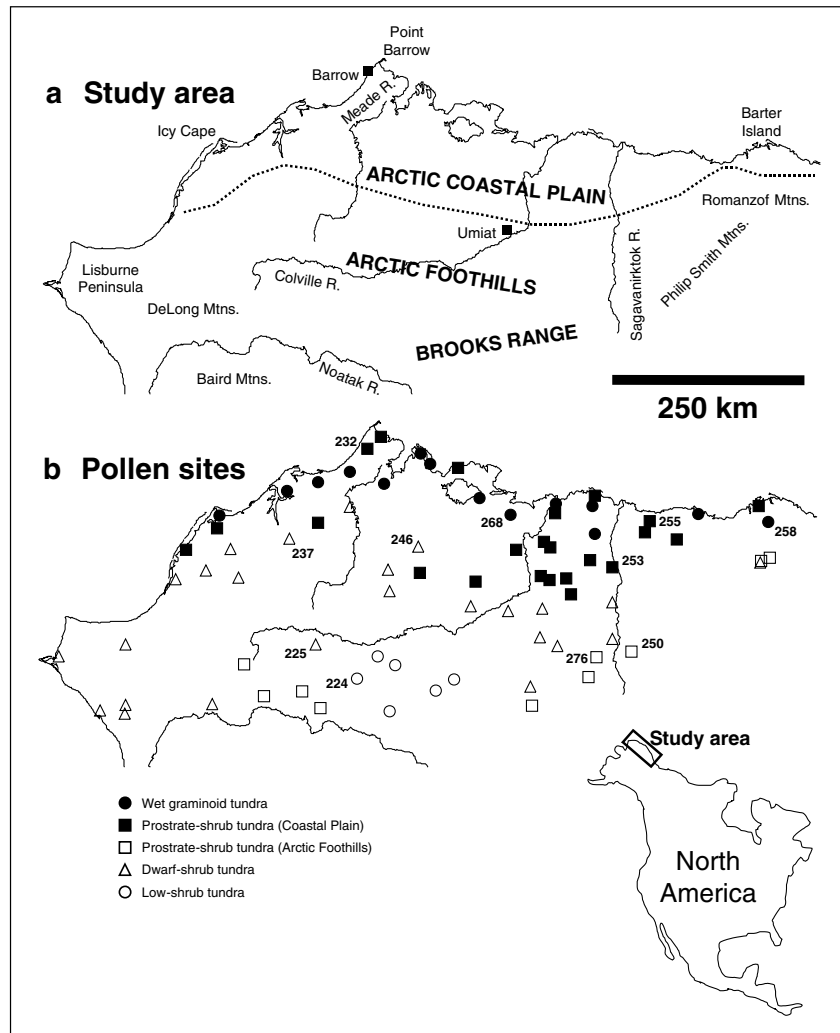 a Study area
Point
Barrow
Barrow
Meade R.
Icy Cape
Barter
Island
ARCTIC COASTAL PLAIN
Romanzof Mtns.
Umiat
Lisburne
Peninsula
Colville R.
ARCTIC FOOTHILLS
Sagavanirktok R.
Philip Smith Mtns.
DeLong Mtns.
BROOKS RANGE
Baird Mtns.
Noatak R.
250 km
b Pollen sites
232
237
246
268
255
258
253
225
224
276
250
Study area
North
America
Wet graminoid tundra
Prostrate-shrub tundra (Coastal Plain)
Prostrate-shrub tundra (Arctic Foothills)
Dwarf-shrub tundra
Low-shrub tundra